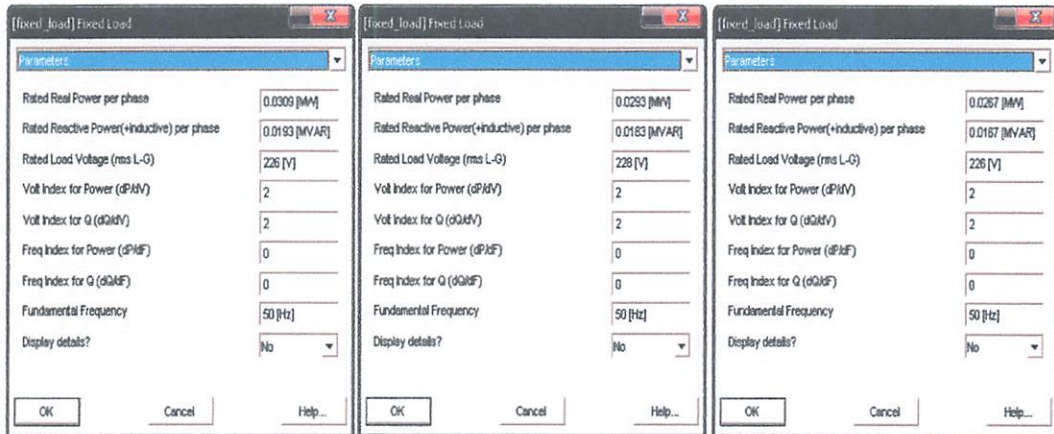 [fixed_load] Fixed Load
Parameters
Rated Real Power per phase 0.0309 [MW]
Rated Reactive Power(+inductive) per phase 0.0193 [MVAR]
Rated Load Voltage (rms L-G) 226 [V]
Volt Index for Power (dP/dV) 2
Volt Index for Q (dQ/dV) 2
Freq Index for Power (dP/dF) 0
Freq Index for Q (dQ/dF) 0
Fundamental Frequency 50 [Hz]
Display details? No
OK Cancel Help...
[fixed_load] Fixed Load
Parameters
Rated Real Power per phase 0.0293 [MW]
Rated Reactive Power(+inductive) per phase 0.0183 [MVAR]
Rated Load Voltage (rms L-G) 228 [V]
Volt Index for Power (dP/dV) 2
Volt Index for Q (dQ/dV) 2
Freq Index for Power (dP/dF) 0
Freq Index for Q (dQ/dF) 0
Fundamental Frequency 50 [Hz]
Display details? No
OK Cancel Help...
[fixed_load] Fixed Load
Parameters
Rated Real Power per phase 0.0267 [MW]
Rated Reactive Power(+inductive) per phase 0.0167 [MVAR]
Rated Load Voltage (rms L-G) 226 [V]
Volt Index for Power (dP/dV) 2
Volt Index for Q (dQ/dV) 2
Freq Index for Power (dP/dF) 0
Freq Index for Q (dQ/dF) 0
Fundamental Frequency 50 [Hz]
Display details? No
OK Cancel Help...